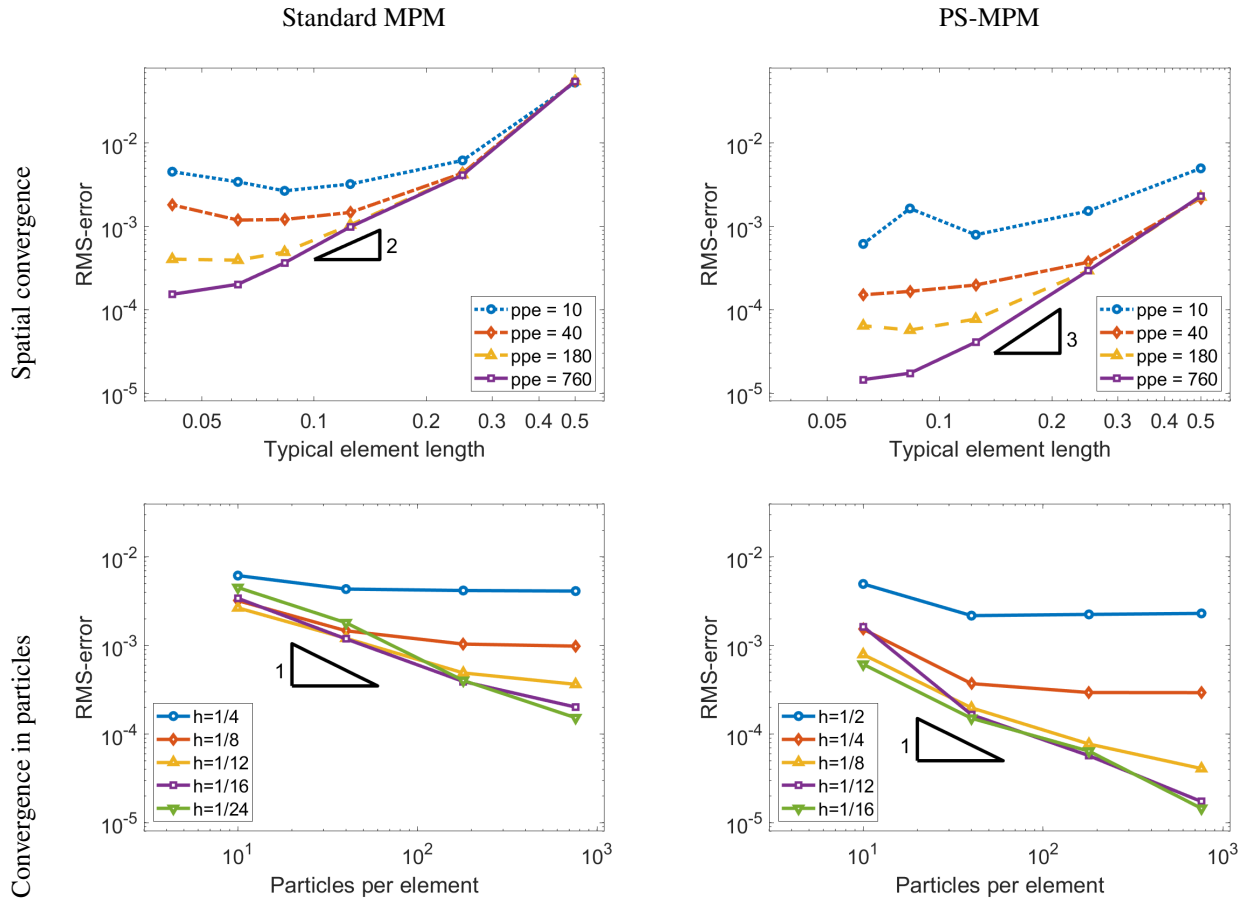 Standard MPM
PS-MPM
Spatial convergence
RMS-error
10^-2
10^-3
10^-4
10^-5
2
ppe = 10
ppe = 40
ppe = 180
ppe = 760
0.05
0.1
0.2
0.3
0.4
0.5
Typical element length
RMS-error
10^-2
10^-3
10^-4
10^-5
3
ppe = 10
ppe = 40
ppe = 180
ppe = 760
0.05
0.1
0.2
0.3
0.4
0.5
Typical element length
Convergence in particles
RMS-error
10^-2
10^-3
10^-4
10^-5
1
h=1/4
h=1/8
h=1/12
h=1/16
h=1/24
10^1
10^2
10^3
Particles per element
RMS-error
10^-2
10^-3
10^-4
10^-5
1
h=1/2
h=1/4
h=1/8
h=1/12
h=1/16
10^1
10^2
10^3
Particles per element